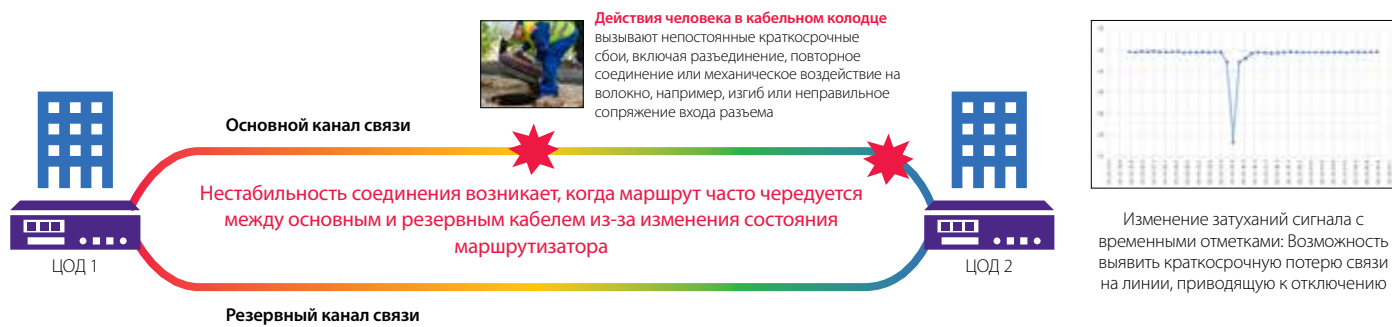 Действия человека в кабельном колодце
вызывают непостоянные краткосрочные
сбои, включая разъединение, повторное
соединение или механическое воздействие на
волокно, например, изгиб или неправильное
сопряжение входа разъема
Основной канал связи
Нестабильность соединения возникает, когда маршрут часто чередуется
между основным и резервным кабелем из-за изменения состояния
маршрутизатора
ЦОД 1
ЦОД 2
Резервный канал связи
Изменение затуханий сигнала с
временными отметками: Возможность
выявить краткосрочную потерю связи
на линии, приводящую к отключению